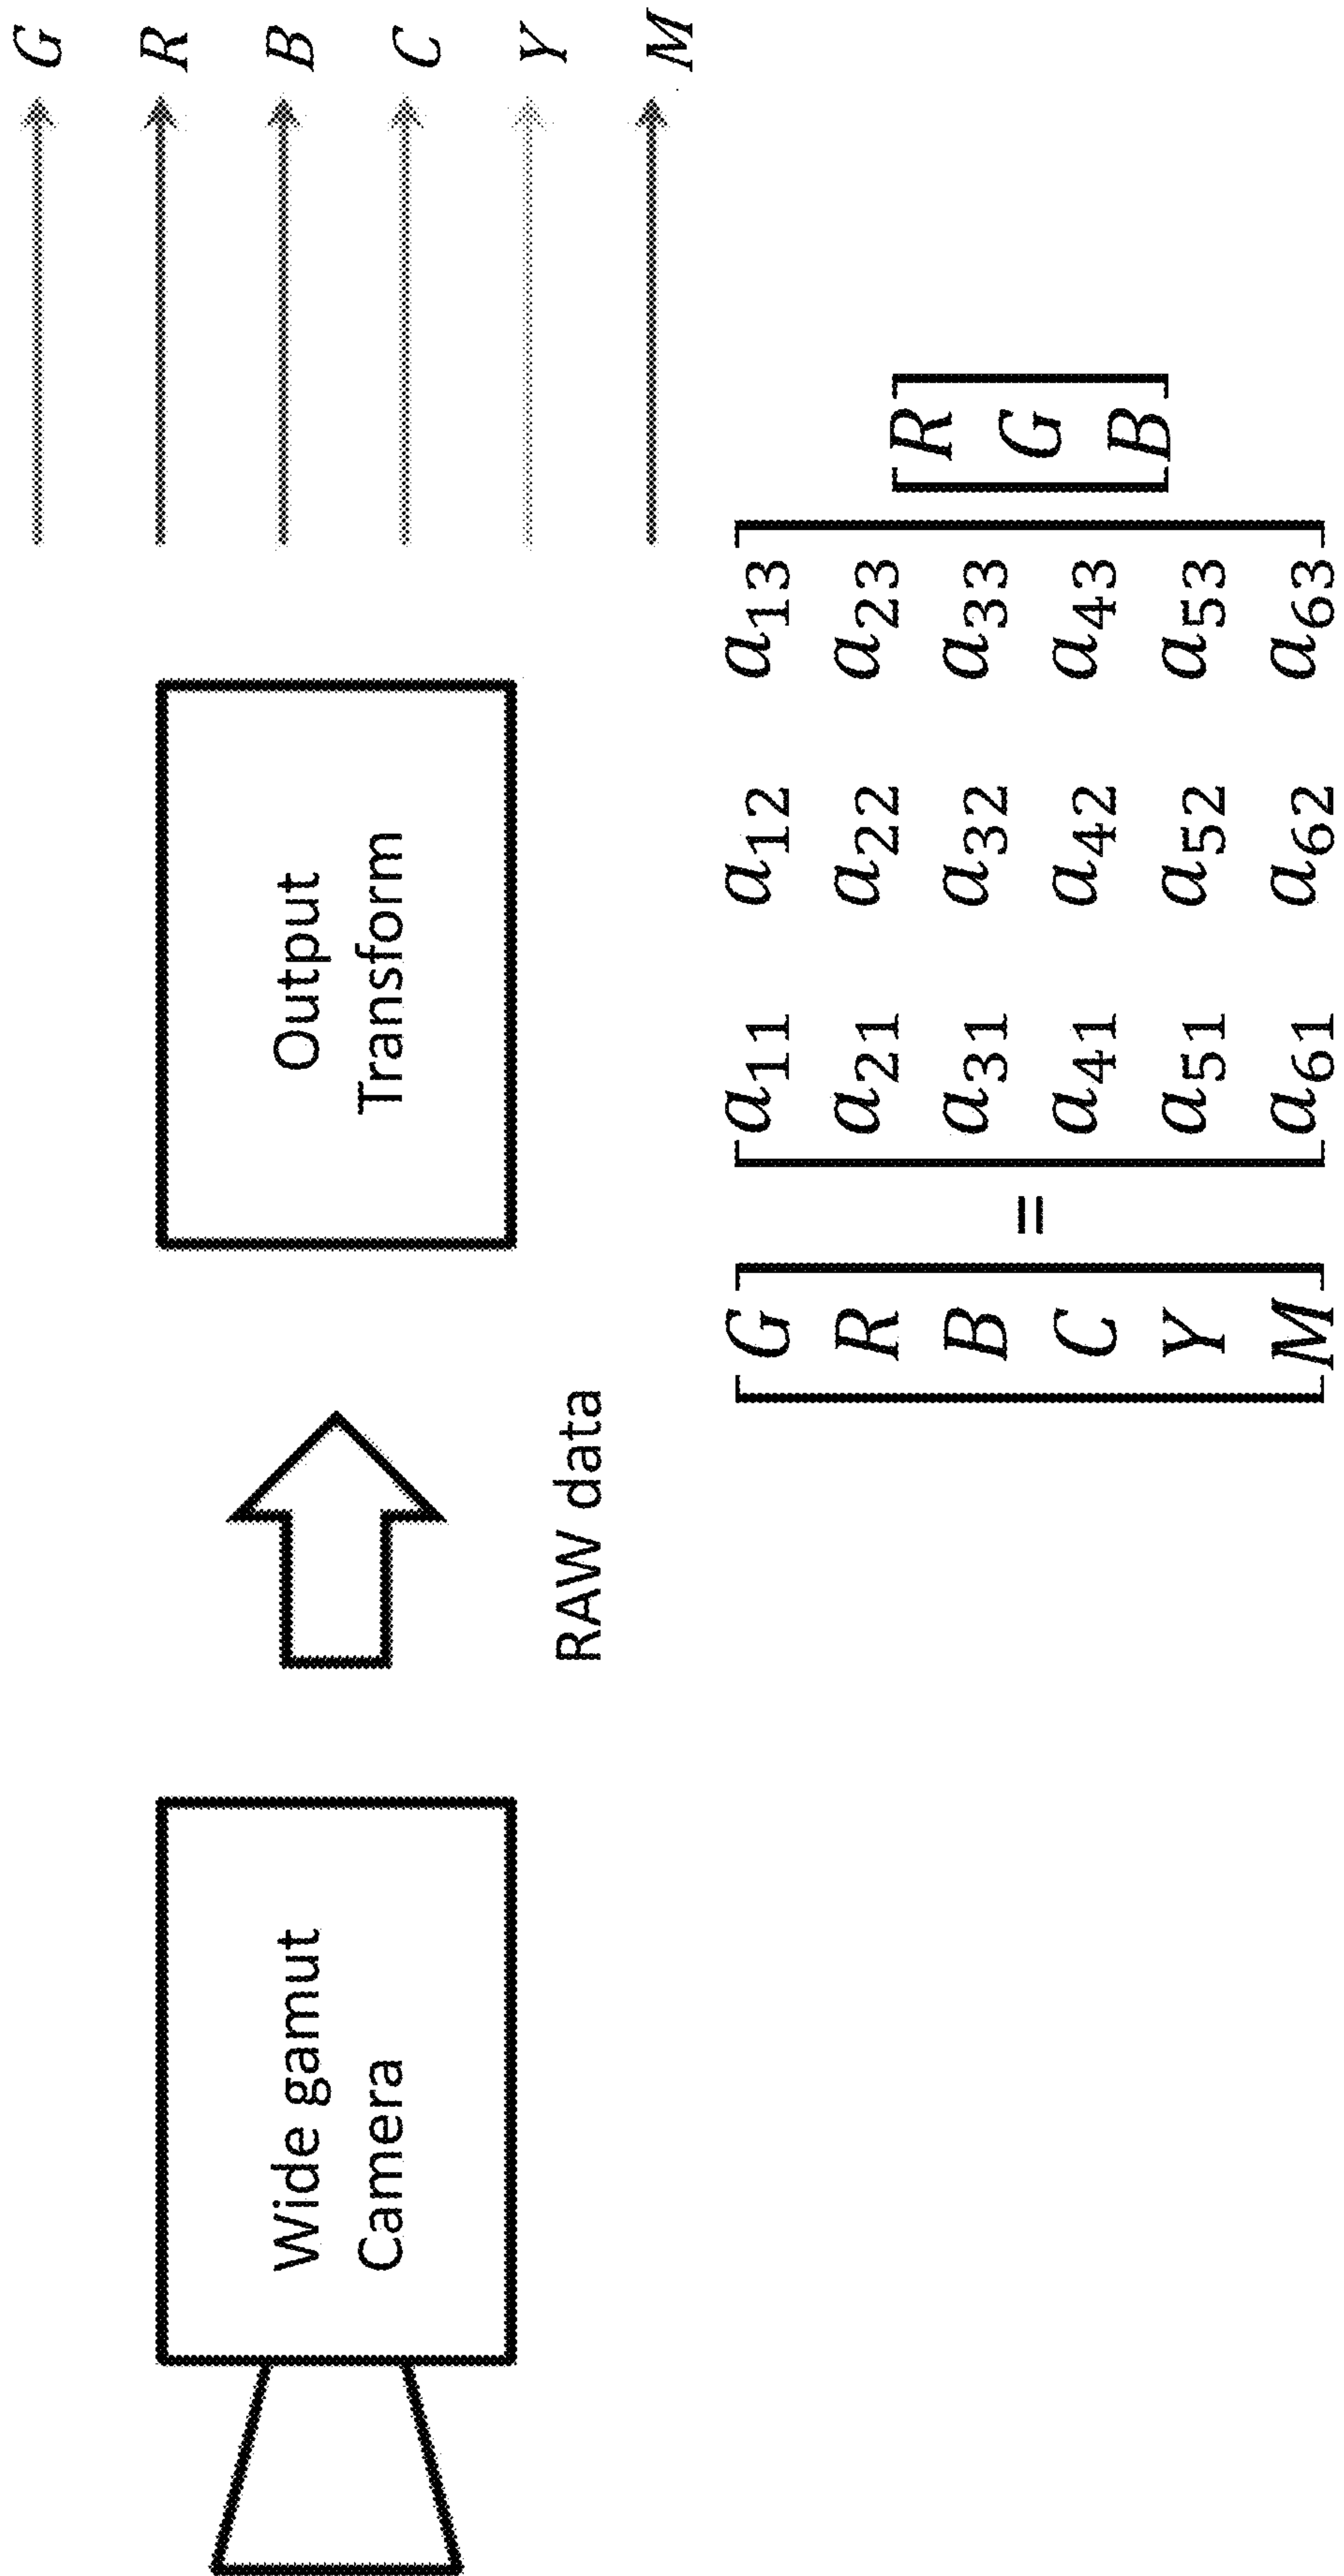 Wide gamut
Camera
RAW data
Output
Transform
G
R
B
C
Y
M
G = a11 a12 a13 R
R a21 a22 a23 G
B a31 a32 a33 B
C a41 a42 a43
Y a51 a52 a53
M a61 a62 a63